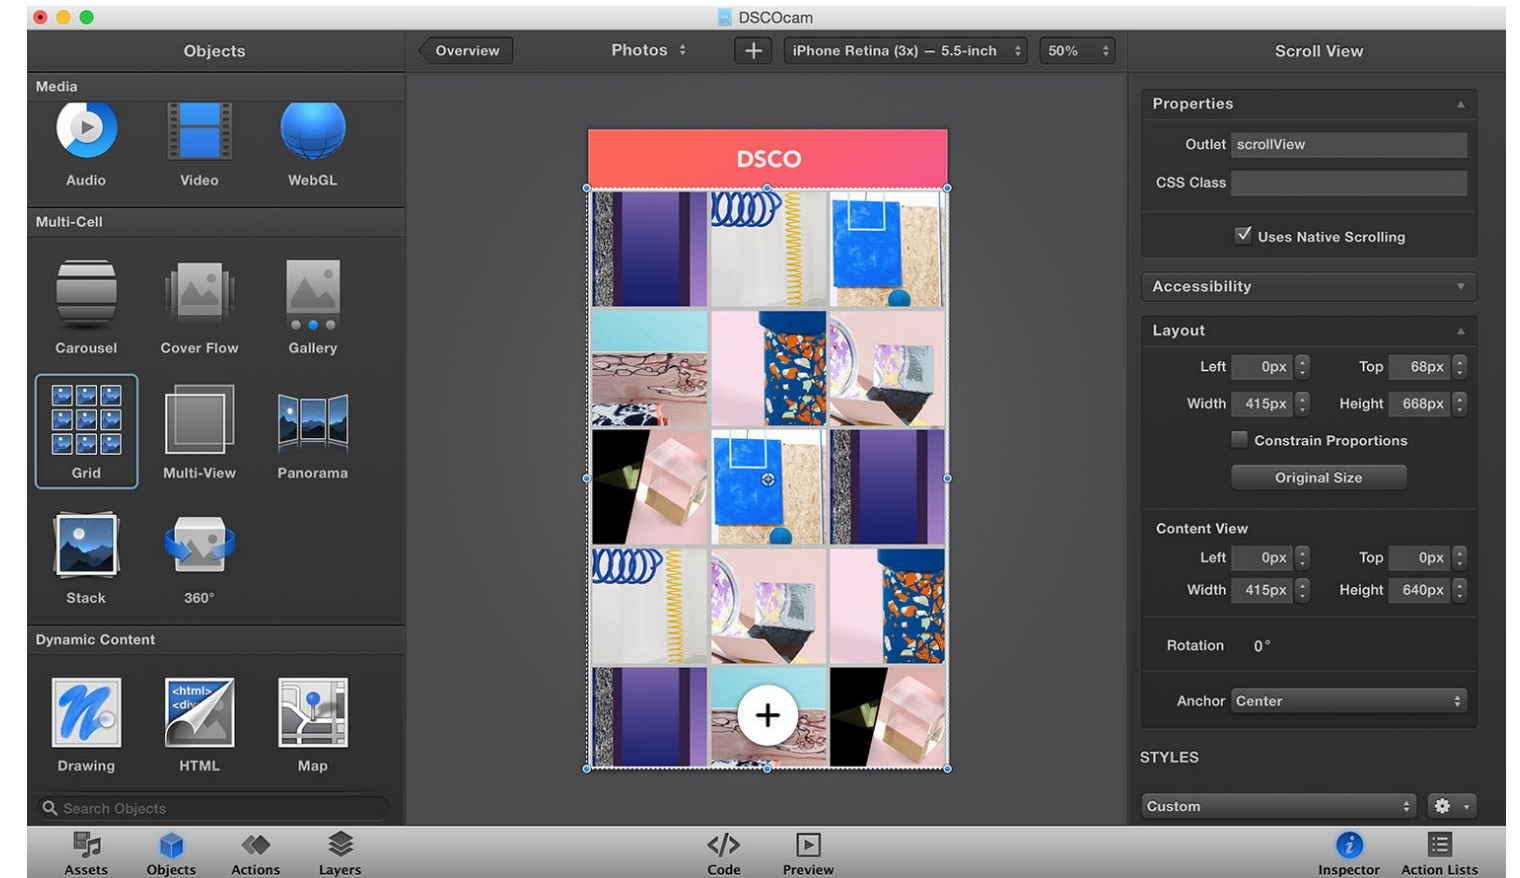 DSCOcam
Objects
Overview
Photos
iPhone Retina (3x) — 5.5-inch
50%
Scroll View
Media
Audio
Video
WebGL
Multi-Cell
Carousel
Cover Flow
Gallery
Grid
Multi-View
Panorama
Stack
360°
Dynamic Content
<html>
<div
Drawing
HTML
Map
Search Objects
DSCO
Properties
Outlet scrollView
CSS Class
Uses Native Scrolling
Accessibility
Layout
Left 0px Top 68px
Width 415px Height 668px
Constrain Proportions
Original Size
Content View
Left 0px Top 0px
Width 415px Height 640px
Rotation 0°
Anchor Center
STYLES
Custom
Assets
Objects
Actions
Layers
Code
Preview
Inspector
Action Lists